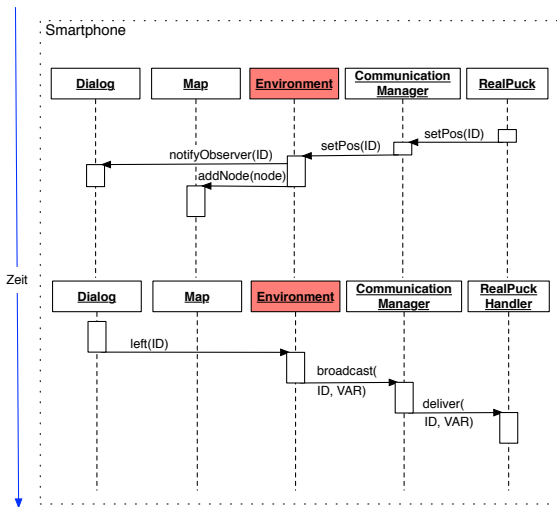 Smartphone
Dialog
Map
Environment
Communication
Manager
RealPuck
setPos(ID)
setPos(ID)
notifyObserver(ID)
addNode(node)
Zeit
Dialog
Map
Environment
Communication
Manager
RealPuck
Handler
left(ID)
broadcast(
ID, VAR)
deliver(
ID, VAR)